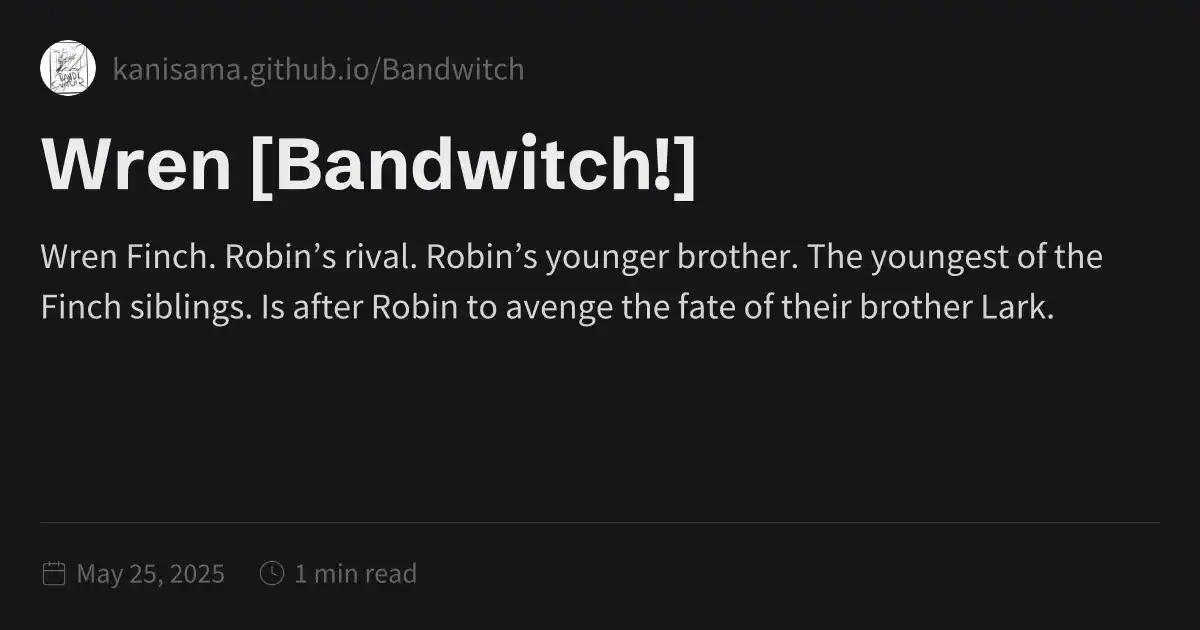 kanisama.github.io/Bandwitch
Wren [Bandwitch!]
Wren Finch. Robin’s rival. Robin’s younger brother. The youngest of the
Finch siblings. Is after Robin to avenge the fate of their brother Lark.
May 25, 2025 1 min read